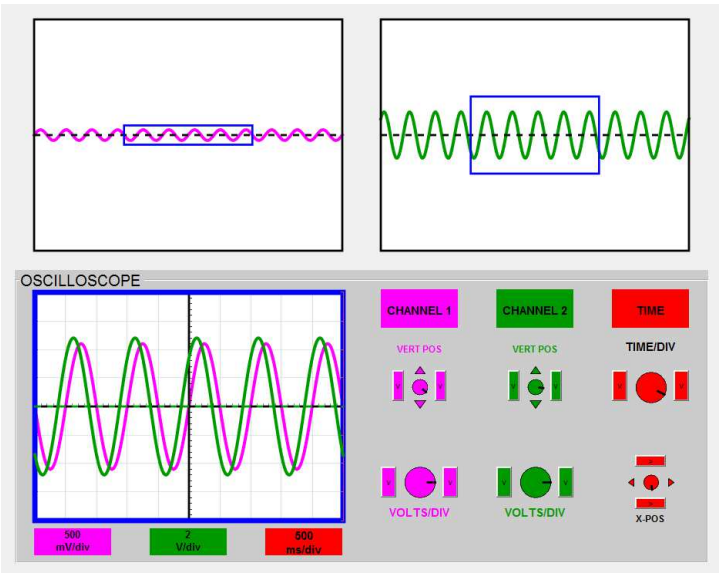 OSCILLOSCOPE
CHANNEL 1
CHANNEL 2
TIME
VERT POS
VERT POS
TIME/DIV
VOLTS/DIV
VOLTS/DIV
X-POS
500
mV/div
2
V/div
500
ms/div